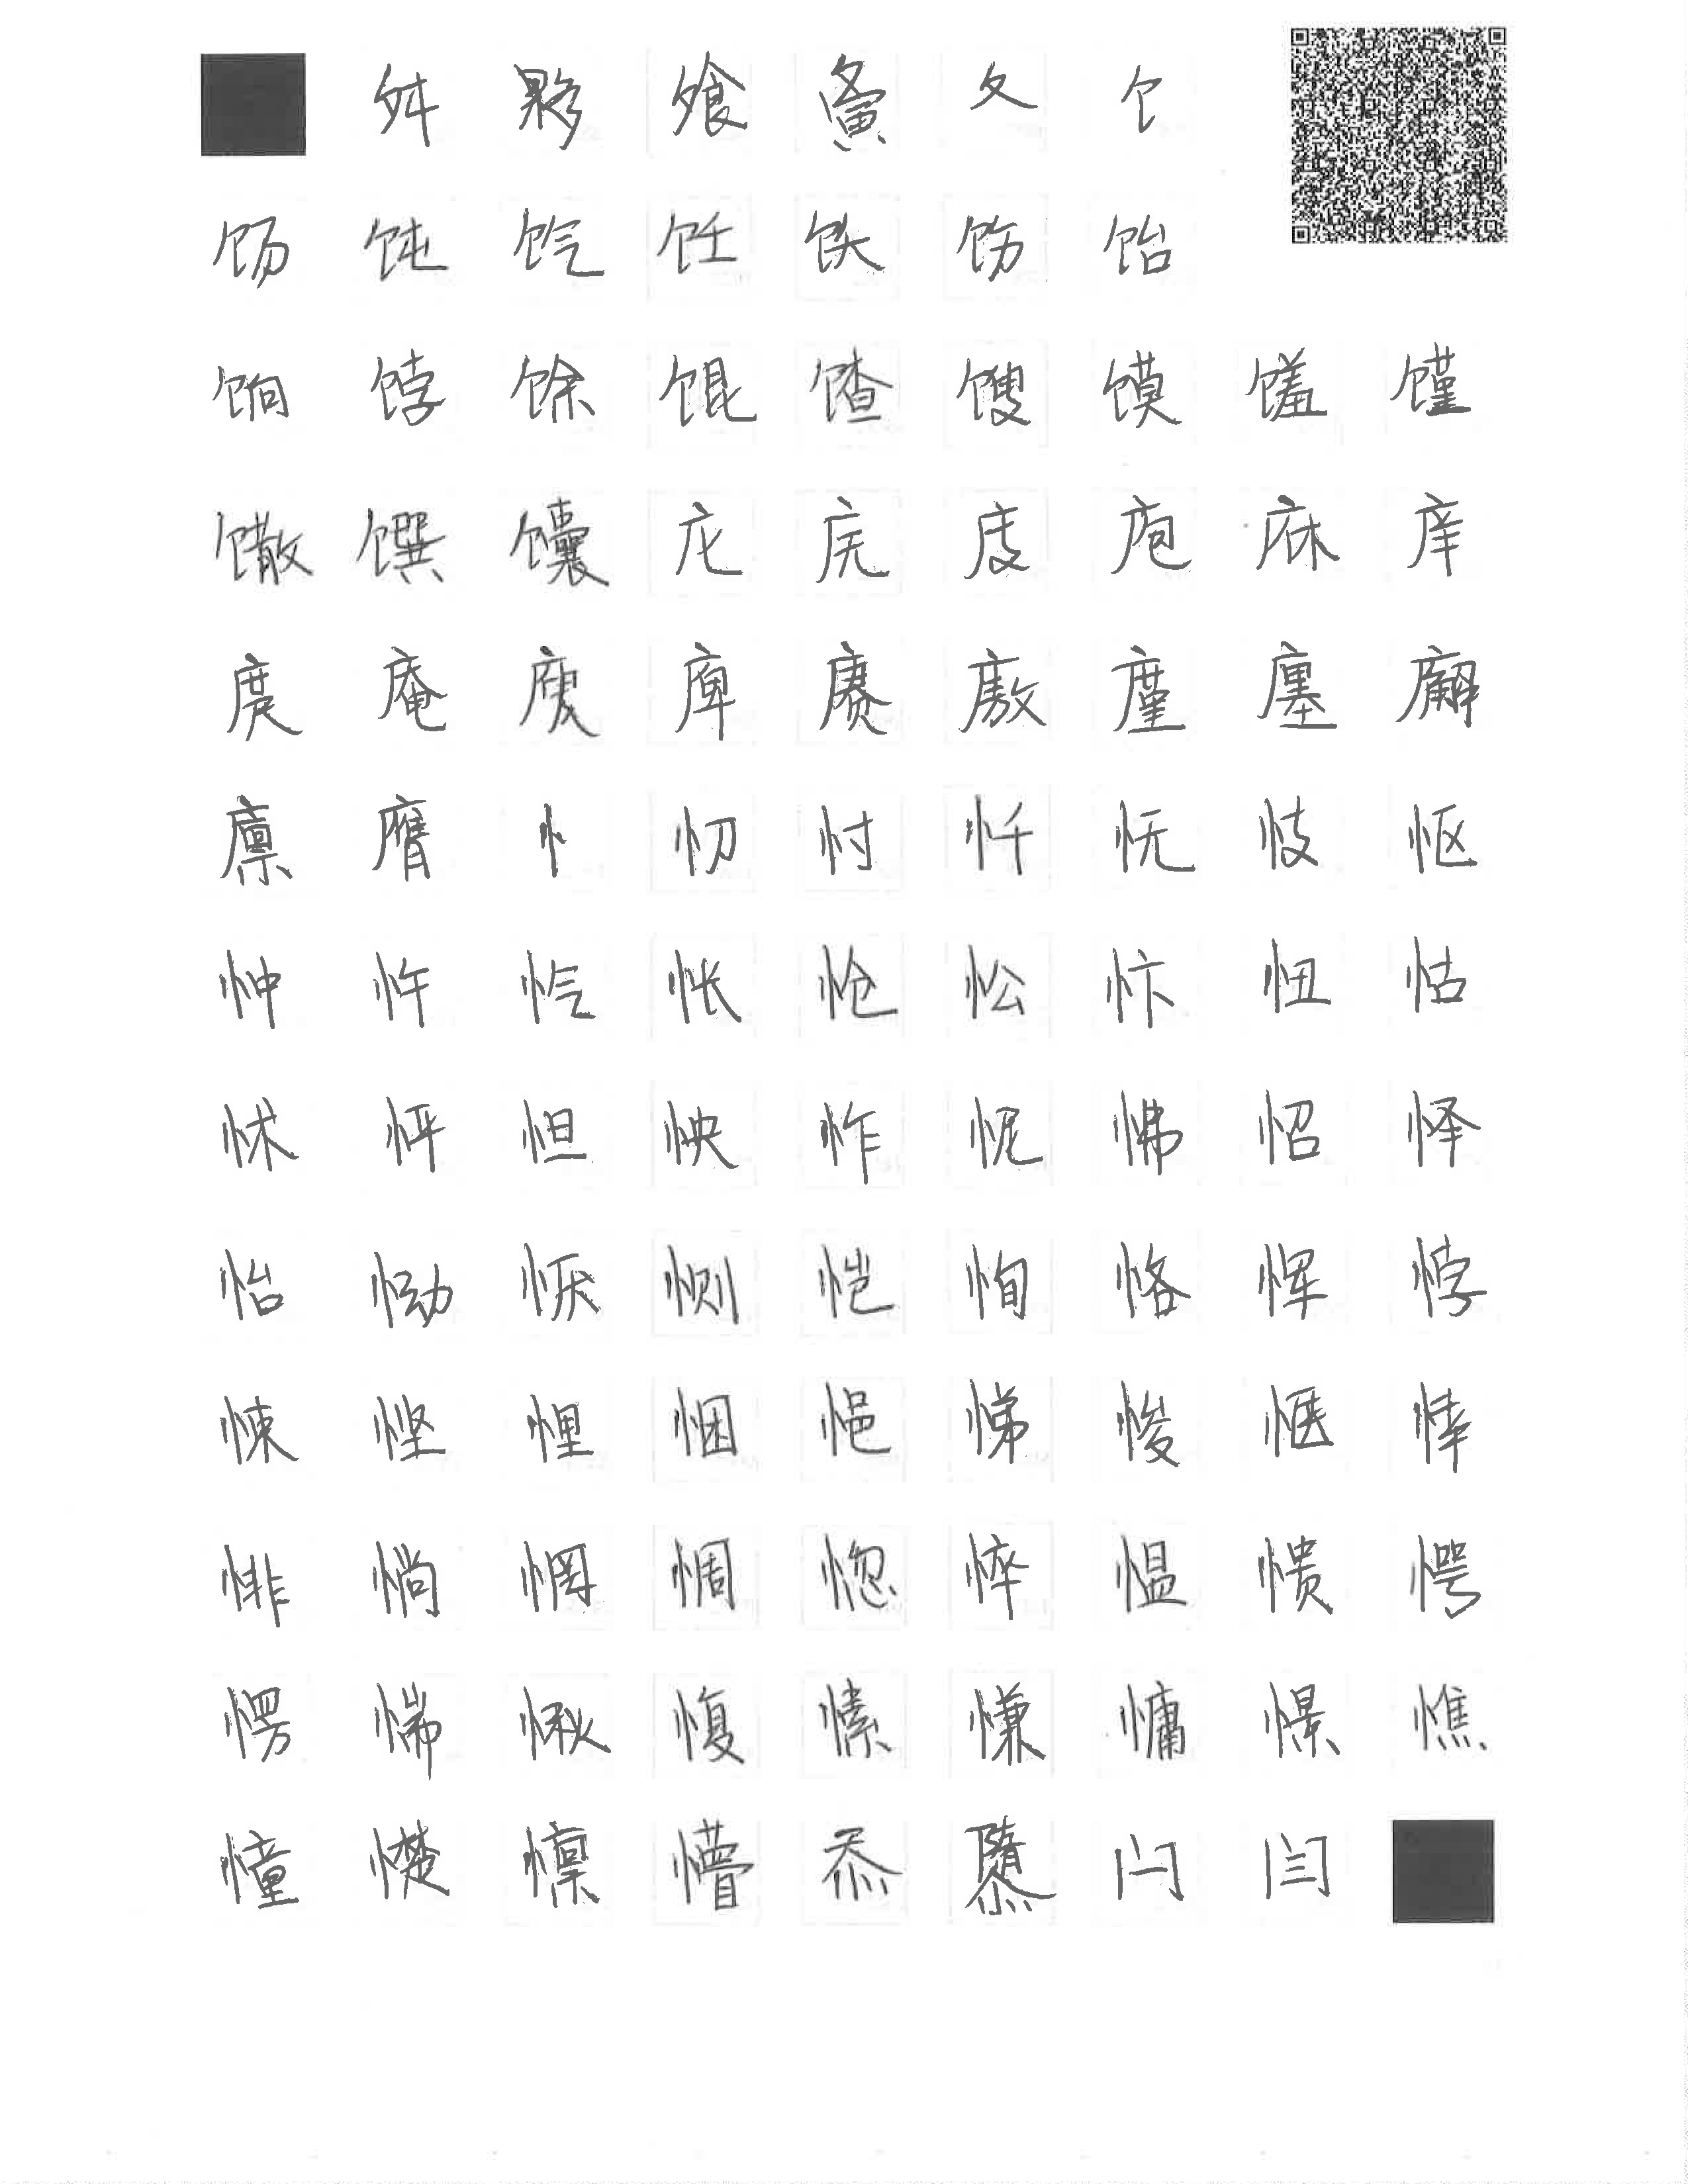 舛 夥 飧 夤 夂 饣
饧 饨 饩 饪 饫 饬 饴
饷 饽 馀 馄 馇 馊 馍 馐 馑
馓 馔 馕 庀 庑 庋 庖 庥 庠
庹 庵 庾 庳 赓 廒 廑 廛 廨
廪 膺 忄 忉 忖 忏 怃 忮 怄
忡 忤 忾 怅 怆 忪 忭 忸 怙
怵 怦 怛 怏 怍 怩 怫 怊 怿
怡 恸 恹 恻 恺 恂 恪 恽 悖
悚 悭 悝 悃 悒 悌 悛 惬 悻
悱 惝 惘 惆 惚 悴 愠 愦 愕
愣 惴 愀 愎 愫 慊 慵 憬 憔
憧 憷 懔 懵 忝 隳 闩 闫